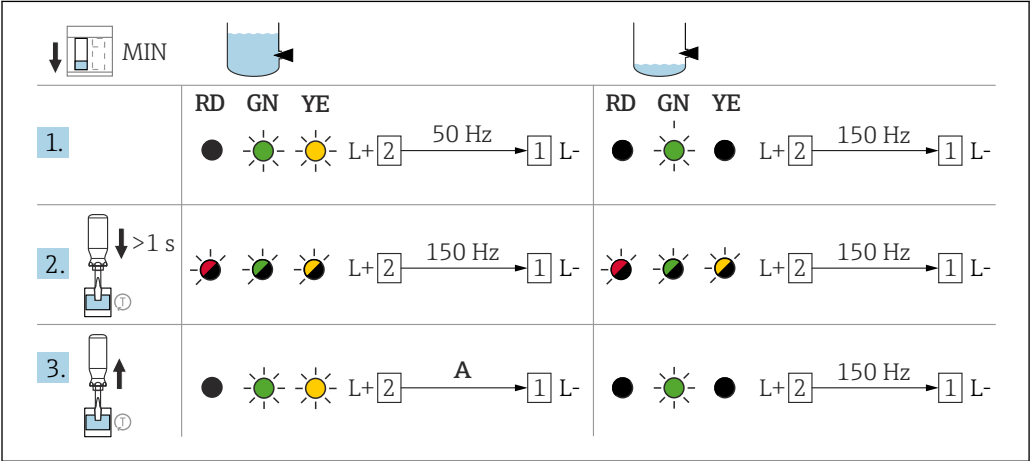 MIN
RD GN YE RD GN YE
1. L+ 2 50 Hz 1 L- L+ 2 150 Hz 1 L-
2. >1 s T L+ 2 150 Hz 1 L- L+ 2 150 Hz 1 L-
3. T L+ 2 A 1 L- L+ 2 150 Hz 1 L-